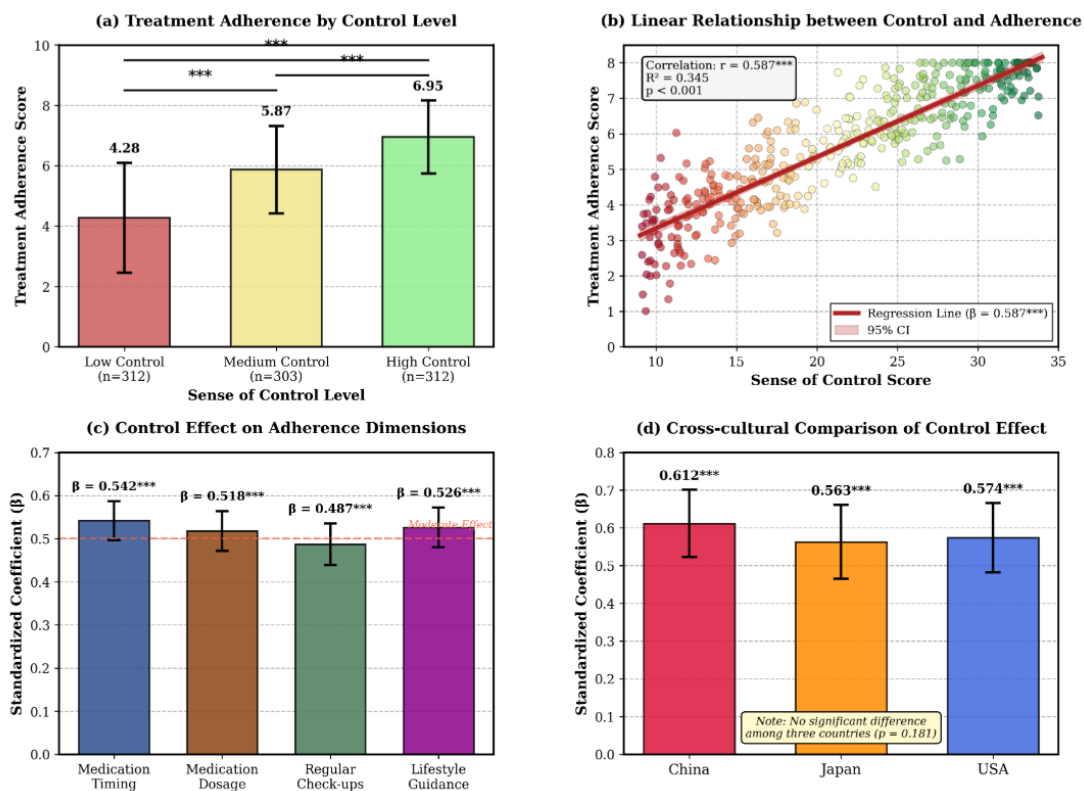 (a) Treatment Adherence by Control Level
10
8
6
4
2
0
Treatment Adherence Score
***
***
***
4.28
5.87
6.95
Low Control
(n=312)
Medium Control
(n=303)
High Control
(n=312)
Sense of Control Level
(b) Linear Relationship between Control and Adherence
9
8
7
6
5
4
3
2
1
0
Treatment Adherence Score
Correlation: r = 0.587***
R² = 0.345
p < 0.001
Regression Line (β = 0.587***)
95% CI
10
15
20
25
30
35
Sense of Control Score
(c) Control Effect on Adherence Dimensions
0.7
0.6
0.5
0.4
0.3
0.2
0.1
0.0
Standardized Coefficient (β)
β = 0.542***
β = 0.518***
β = 0.487***
β = 0.526***
Moderate Effect
Medication
Timing
Medication
Dosage
Regular
Check-ups
Lifestyle
Guidance
(d) Cross-cultural Comparison of Control Effect
0.8
0.7
0.6
0.5
0.4
0.3
0.2
0.1
0.0
Standardized Coefficient (β)
0.612***
0.563***
0.574***
Note: No significant difference
among three countries (p = 0.181)
China
Japan
USA